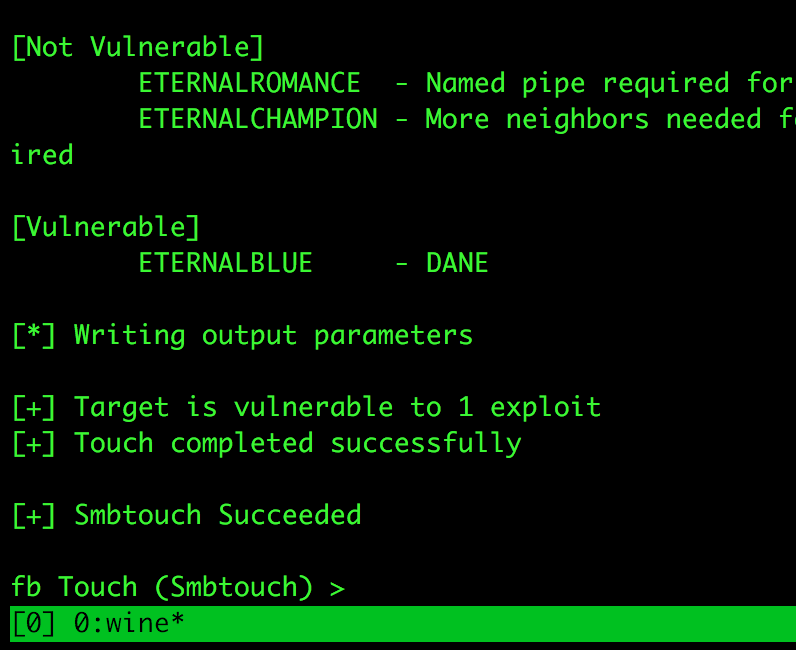 [Not Vulnerable]
ETERNALROMANCE - Named pipe required for
ETERNALCHAMPION - More neighbors needed
ired
[Vulnerable]
ETERNALBLUE - DANE
[*] Writing output parameters
[+] Target is vulnerable to 1 exploit
[+] Touch completed successfully
[+] Smbtouch Succeeded
fb Touch (Smbtouch) >
[0] 0:wine*